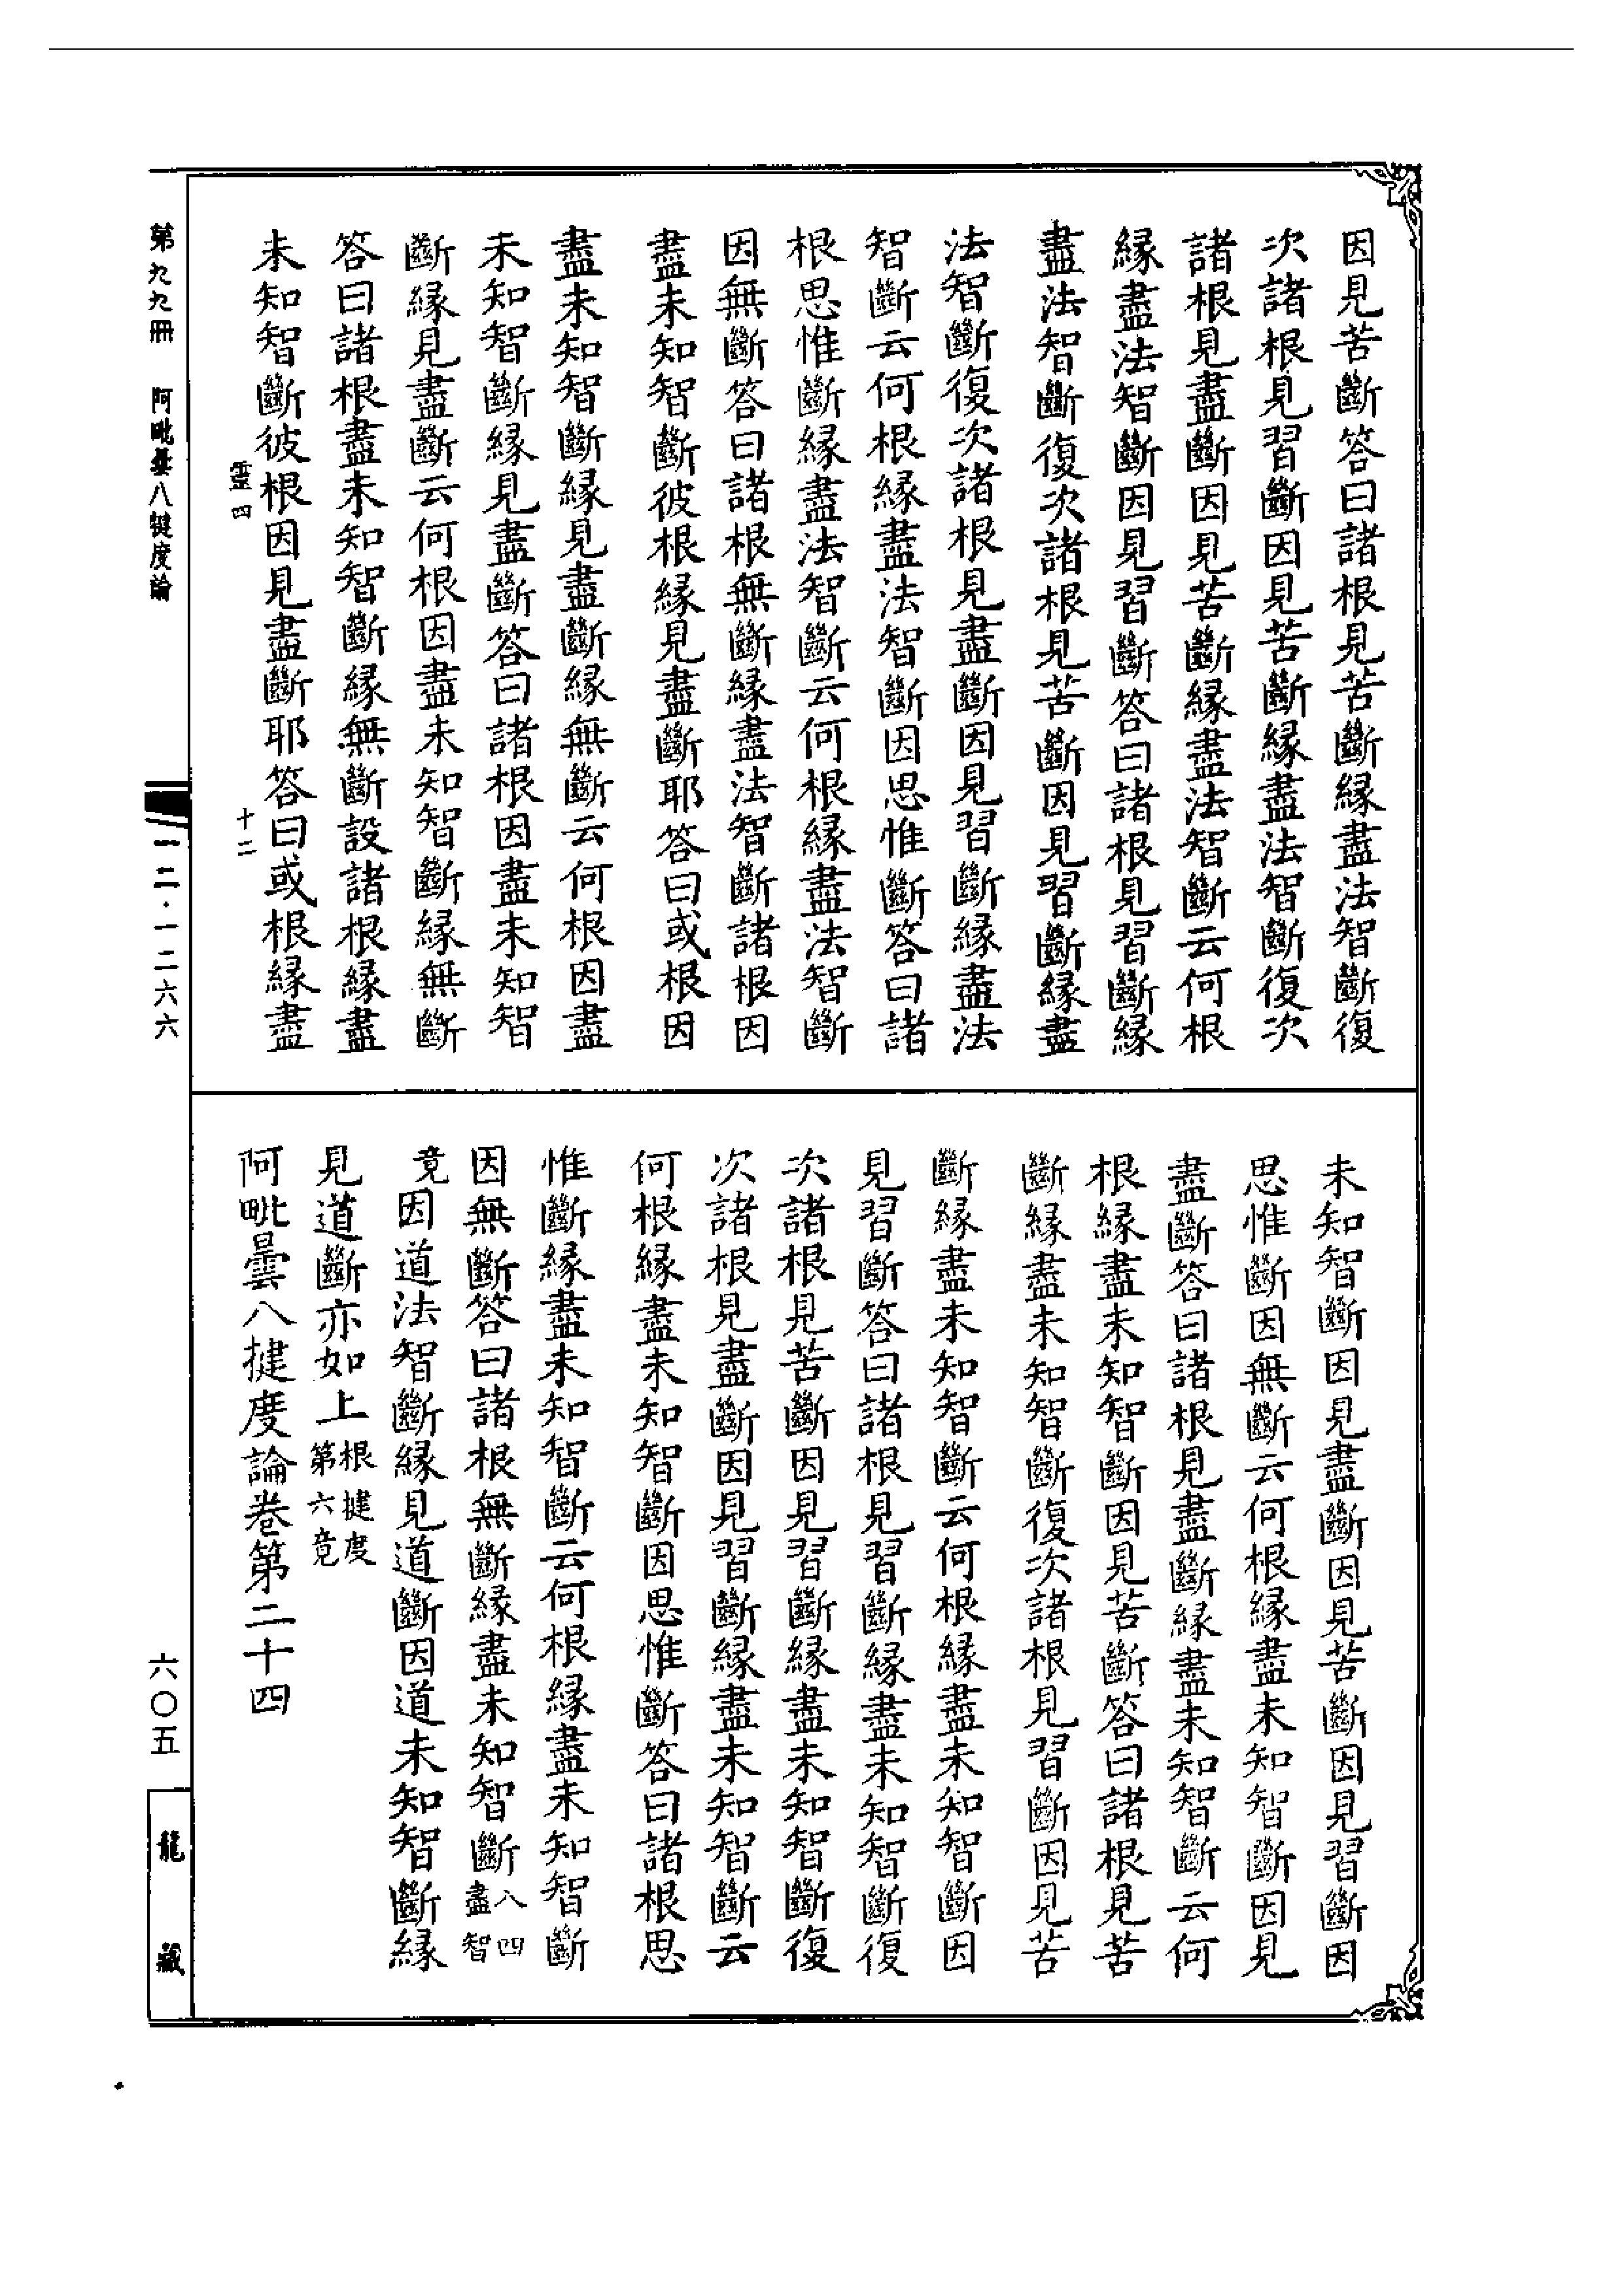 因見苦斷答曰諸根見苦斷緣盡法智斷復
次諸根見習斷因見苦斷緣盡法智斷復次
諸根見盡斷因見苦斷緣盡法智斷云何根
緣盡法智斷因見習斷答曰諸根見習斷緣
盡法智斷復次諸根見苦斷因見習斷緣盡
法智斷復次諸根見盡斷因見習斷緣盡法
智斷云何根緣盡法智斷因思惟斷答曰諸
根思惟斷緣盡法智斷云何根緣盡法智斷
因無斷答曰諸根無斷緣盡法智斷諸根因
盡未知智斷彼根緣見盡斷耶答曰或根因
盡未知智斷緣見盡斷緣無斷云何根因盡
未知智斷緣見盡斷答曰諸根因盡未知智
斷緣見盡斷云何根因盡未知智斷緣無斷
答曰諸根盡未知智斷緣無斷設諸根緣盡
未知智斷彼根因見盡斷耶答曰或根緣盡
未知智斷因見盡斷因見苦斷因見習斷因
思惟斷因無斷云何根緣盡未知智斷因見
盡斷答曰諸根見盡斷緣盡未知智斷云何
根緣盡未知智斷因見苦斷答曰諸根見苦
斷緣盡未知智斷復次諸根見習斷因見苦
斷緣盡未知智斷云何根緣盡未知智斷因
見習斷答曰諸根見習斷緣盡未知智斷復
次諸根見苦斷因見習斷緣盡未知智斷復
次諸根見盡斷因見習斷緣盡未知智斷云
何根緣盡未知智斷因思惟斷答曰諸根思
惟斷緣盡未知智斷云何根緣盡未知智斷
因無斷答曰諸根無斷緣盡未知智斷八四盡智
竟因道法智斷緣見道斷因道未知智斷緣
見道斷亦如上根揵度第六竟
阿毗曇八揵度論卷第二十四
第九九冊
阿毗曇八犍度論
靈四
十二
一二·一二六六
六〇五
龍藏